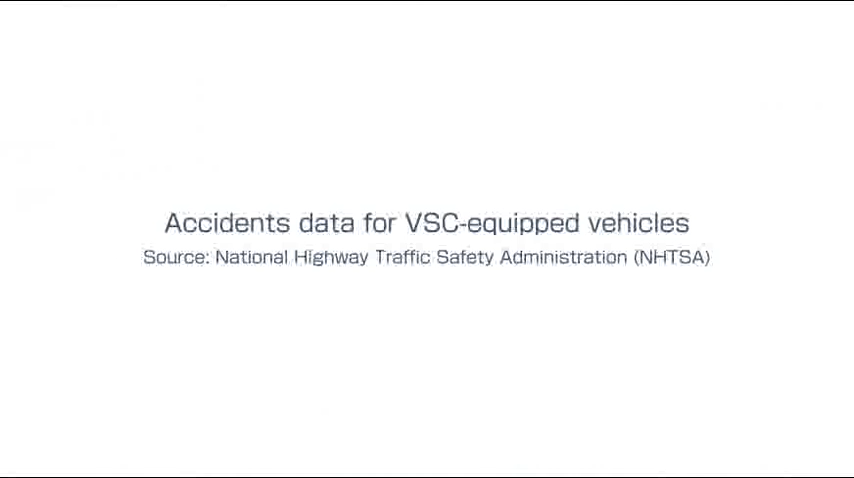 Accidents data for VSC-equipped vehicles
Source: National Highway Traffic Safety Administration (NHTSA)